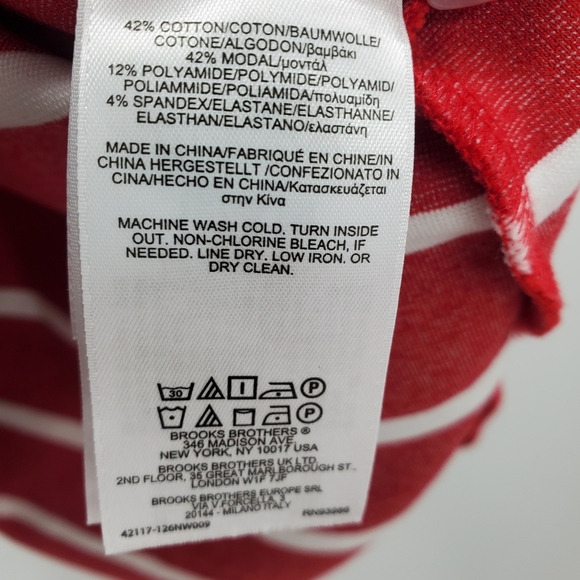 42% COTTON/COTON/BAUMWOLLE/
COTONE/ALGODON/βαμβάκι
42% MODAL/μοντάλ
12% POLYAMIDE/POLYMIDE/POLYAMID/
POLIAMMIDE/POLIAMIDA/πολυαμίδη
4% SPANDEX/ELASTANE/ELASTHANNE/
ELASTHAN/ELASTANO/ελαστάνη
MADE IN CHINA/FABRIQUÉ EN CHINE/IN
CHINA HERGESTELLT /CONFEZIONATO IN
CINA/HECHO EN CHINA/Κατασκευάζεται
στην Κίνα
MACHINE WASH COLD. TURN INSIDE
OUT. NON-CHLORINE BLEACH, IF
NEEDED. LINE DRY. LOW IRON. OR
DRY CLEAN.
30 P
P
BROOKS BROTHERS ®
346 MADISON AVE.
NEW YORK, NY 10017 USA
BROOKS BROTHERS UK LTD.
2ND FLOOR, 35 GREAT MARLBOROUGH ST.,
LONDON W1F 7JF
BROOKS BROTHERS EUROPE SRL
VIA V.FORCELLA, 3
20144 - MILANO ITALY
42117-126NW009